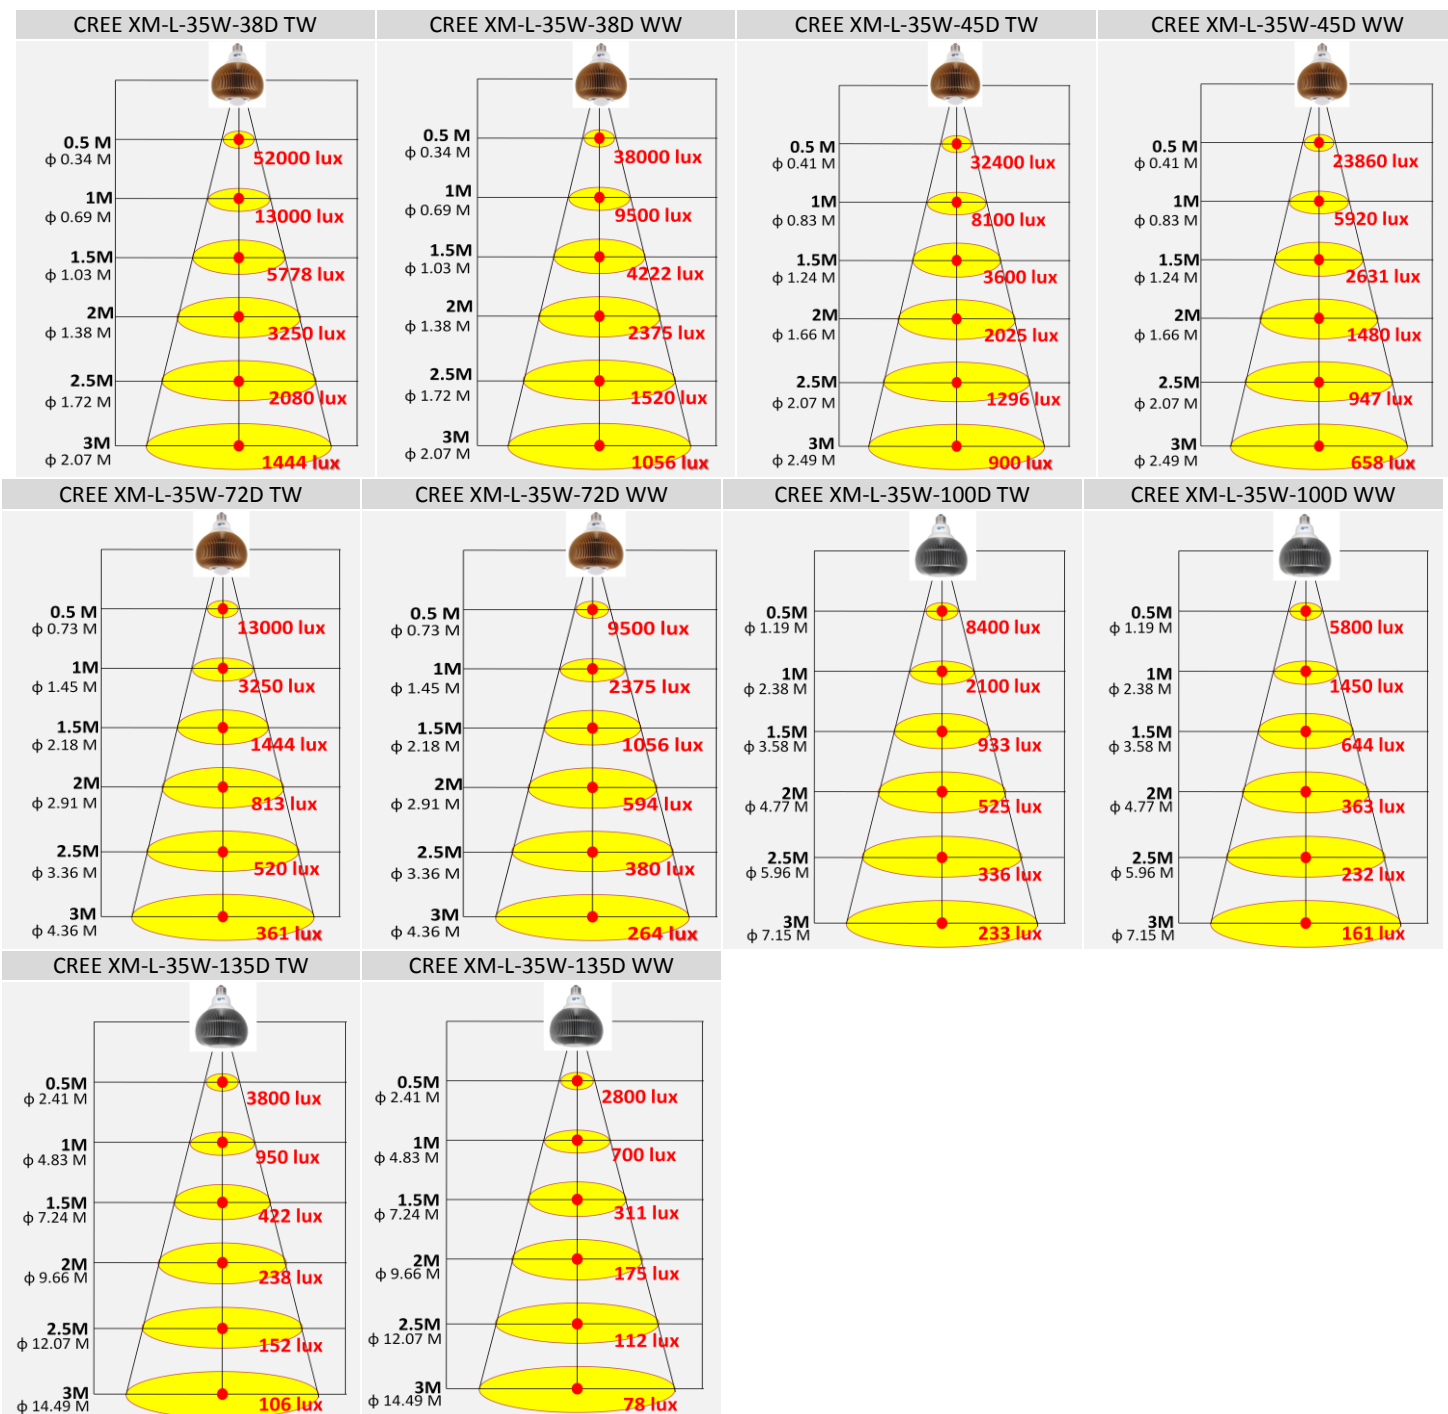 CREE XM-L-35W-38D TW
0.5 M
φ 0.34 M
52000 lux
1M
φ 0.69 M
13000 lux
1.5M
φ 1.03 M
5778 lux
2M
φ 1.38 M
3250 lux
2.5M
φ 1.72 M
2080 lux
3M
φ 2.07 M
1444 lux
CREE XM-L-35W-38D WW
0.5 M
φ 0.34 M
38000 lux
1M
φ 0.69 M
9500 lux
1.5M
φ 1.03 M
4222 lux
2M
φ 1.38 M
2375 lux
2.5M
φ 1.72 M
1520 lux
3M
φ 2.07 M
1056 lux
CREE XM-L-35W-45D TW
0.5 M
φ 0.41 M
32400 lux
1M
φ 0.83 M
8100 lux
1.5M
φ 1.24 M
3600 lux
2M
φ 1.66 M
2025 lux
2.5M
φ 2.07 M
1296 lux
3M
φ 2.49 M
900 lux
CREE XM-L-35W-45D WW
0.5 M
φ 0.41 M
23860 lux
1M
φ 0.83 M
5920 lux
1.5M
φ 1.24 M
2631 lux
2M
φ 1.66 M
1480 lux
2.5M
φ 2.07 M
947 lux
3M
φ 2.49 M
658 lux
CREE XM-L-35W-72D TW
0.5 M
φ 0.73 M
13000 lux
1M
φ 1.45 M
3250 lux
1.5M
φ 2.18 M
1444 lux
2M
φ 2.91 M
813 lux
2.5M
φ 3.36 M
520 lux
3M
φ 4.36 M
361 lux
CREE XM-L-35W-72D WW
0.5 M
φ 0.73 M
9500 lux
1M
φ 1.45 M
2375 lux
1.5M
φ 2.18 M
1056 lux
2M
φ 2.91 M
594 lux
2.5M
φ 3.36 M
380 lux
3M
φ 4.36 M
264 lux
CREE XM-L-35W-100D TW
0.5M
φ 1.19 M
8400 lux
1M
φ 2.38 M
2100 lux
1.5M
φ 3.58 M
933 lux
2M
φ 4.77 M
525 lux
2.5M
φ 5.96 M
336 lux
3M
φ 7.15 M
233 lux
CREE XM-L-35W-100D WW
0.5M
φ 1.19 M
5800 lux
1M
φ 2.38 M
1450 lux
1.5M
φ 3.58 M
644 lux
2M
φ 4.77 M
363 lux
2.5M
φ 5.96 M
232 lux
3M
φ 7.15 M
161 lux
CREE XM-L-35W-135D TW
0.5M
φ 2.41 M
3800 lux
1M
φ 4.83 M
950 lux
1.5M
φ 7.24 M
422 lux
2M
φ 9.66 M
238 lux
2.5M
φ 12.07 M
152 lux
3M
φ 14.49 M
106 lux
CREE XM-L-35W-135D WW
0.5M
φ 2.41 M
2800 lux
1M
φ 4.83 M
700 lux
1.5M
φ 7.24 M
311 lux
2M
φ 9.66 M
175 lux
2.5M
φ 12.07 M
112 lux
3M
φ 14.49 M
78 lux